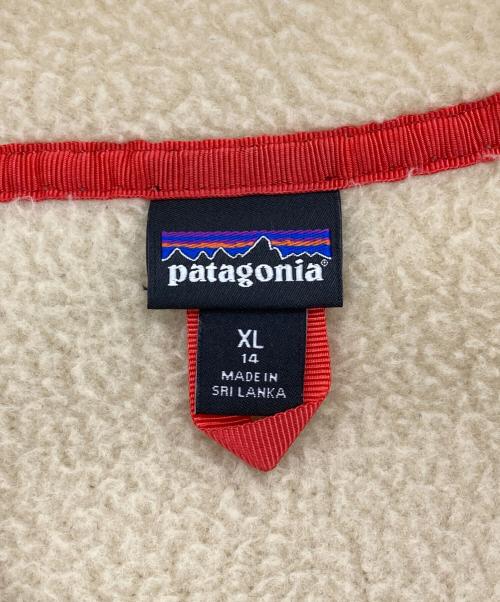 patagonia®
XL
14
MADE IN
SRI LANKA